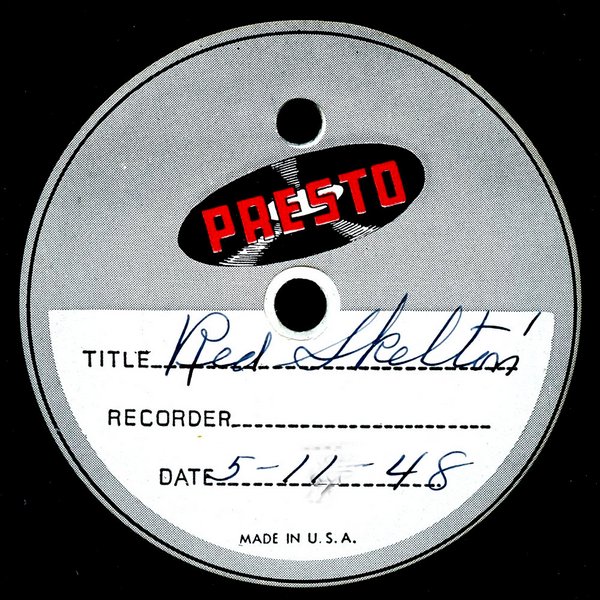 PRESTO
TITLE Red Skelton'
RECORDER
DATE 5-11-48
MADE IN U.S.A.